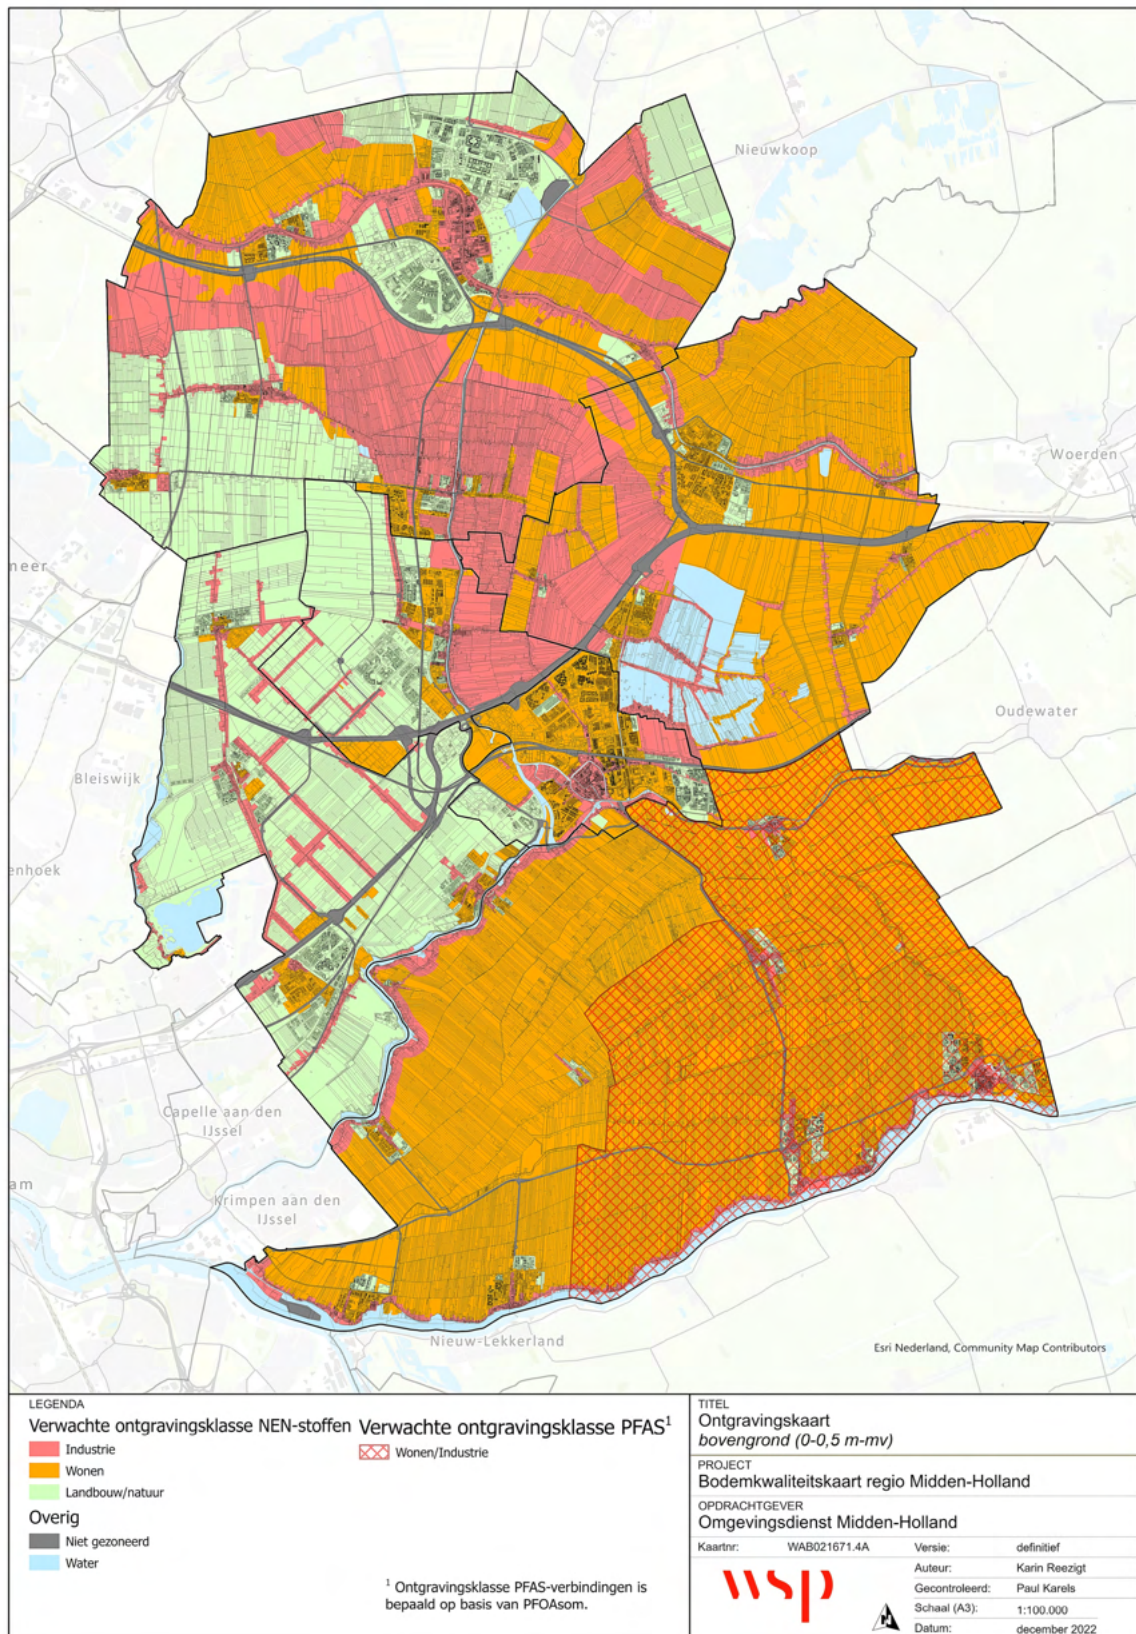 Nieuwkoop
Woerden
meer
Oudewater
Bleiswijk
enhoek
Capelle aan den
IJssel
am
Krimpen aan den
IJssel
Nieuw-Lekkerland
Esri Nederland, Community Map Contributors
LEGENDA
Verwachte ontgravingsklasse NEN-stoffen
Industrie
Wonen
Landbouw/natuur
Overig
Niet gezoneerd
Water
Verwachte ontgravingsklasse PFAS¹
Wonen/Industrie
¹ Ontgravingsklasse PFAS-verbindingen is
bepaald op basis van PFOAsom.
TITEL
Ontgravingskaart
bovengrond (0-0,5 m-mv)
PROJECT
Bodemkwaliteitskaart regio Midden-Holland
OPDRACHTGEVER
Omgevingsdienst Midden-Holland
Kaartnr: WAB021671.4A
Versie: definitief
Auteur: Karin Reezigt
Gecontroleerd: Paul Karels
Schaal (A3): 1:100.000
Datum: december 2022
wsp